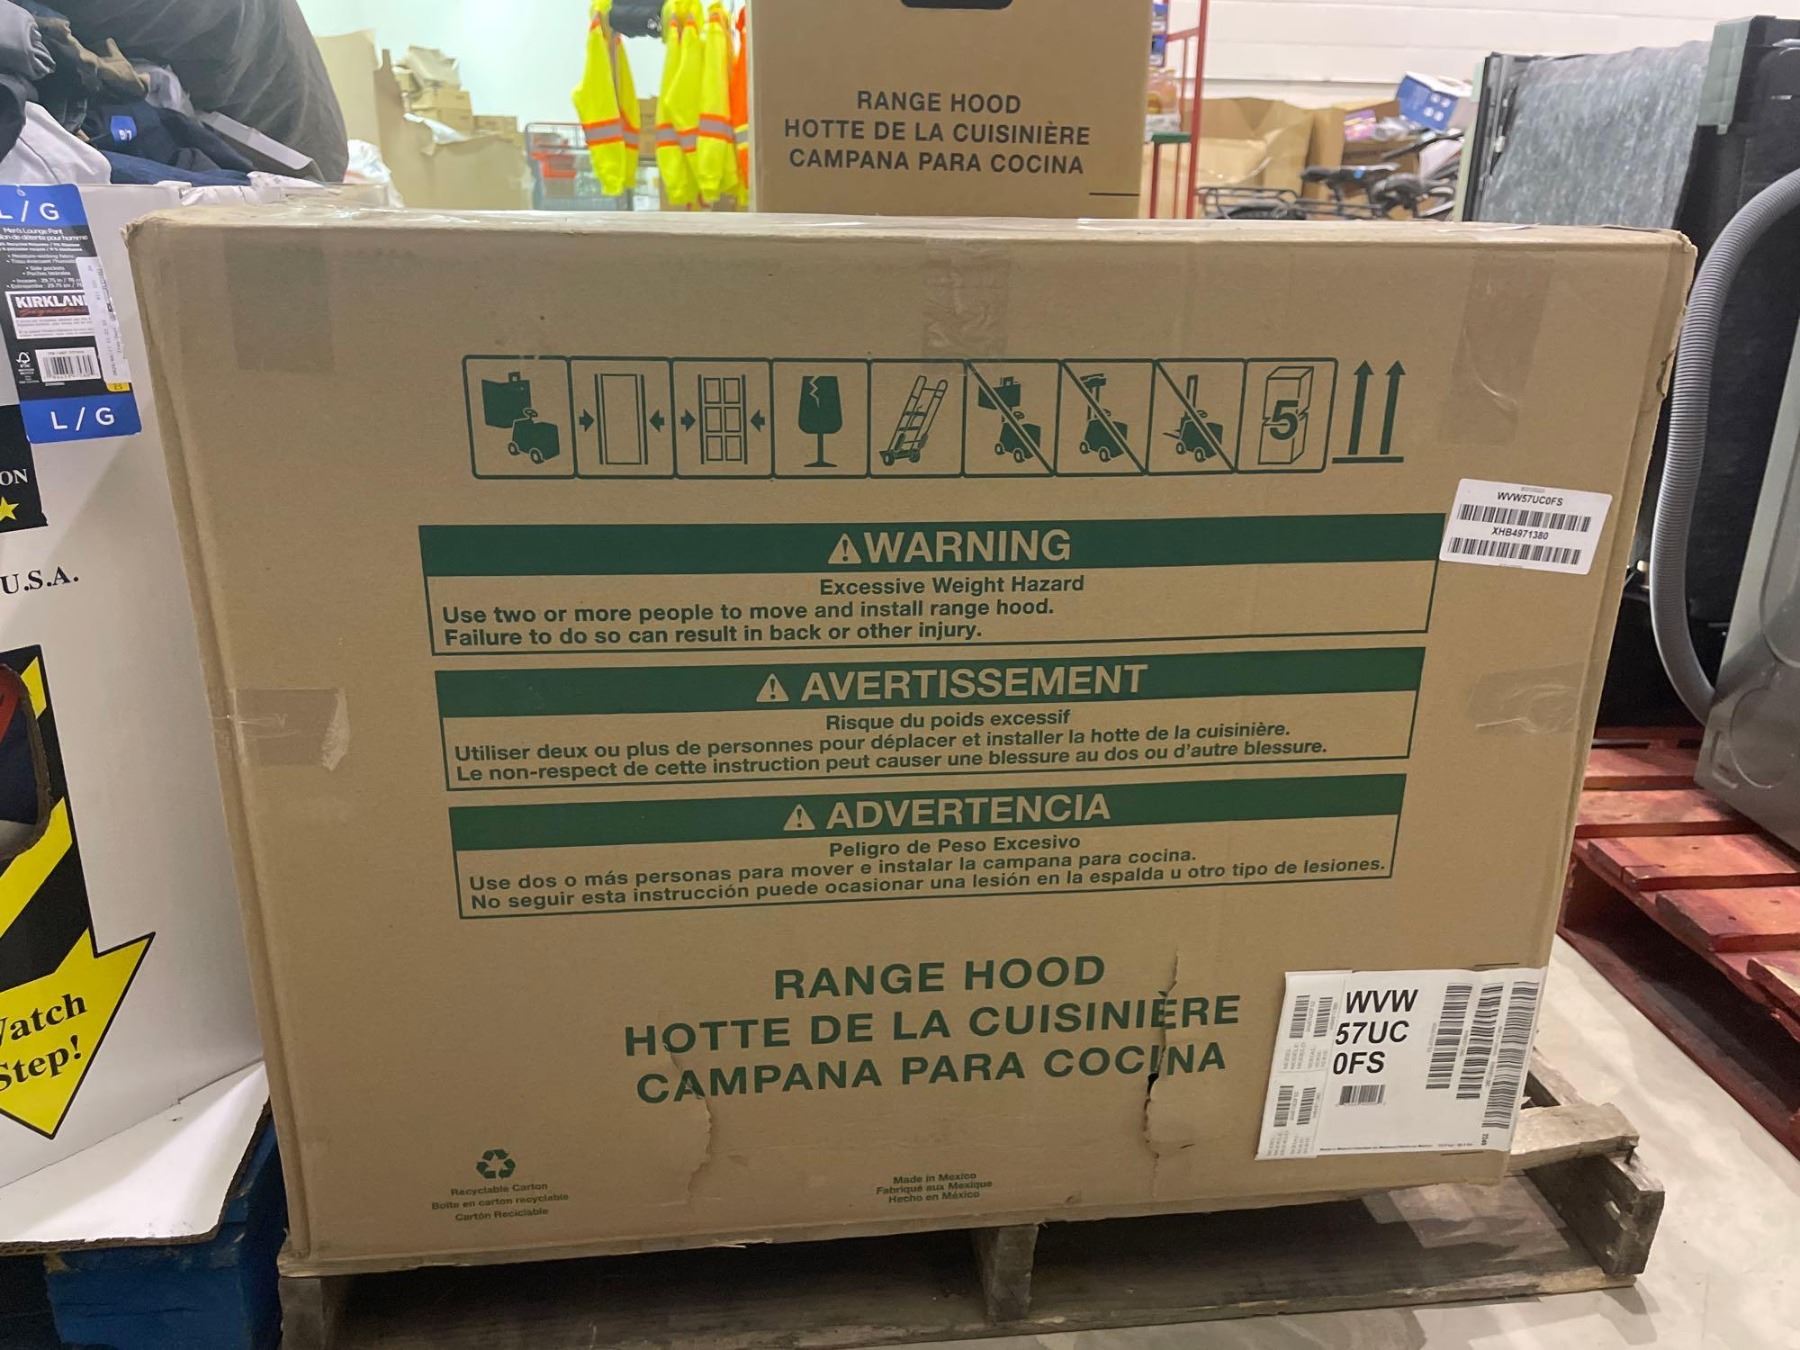 RANGE HOOD
HOTTE DE LA CUISINIÈRE
CAMPANA PARA COCINA
L/G
Men's Lounge Pant
KIRKLAND
Signature
L / G
ON
U.S.A.
Watch
Step!
5
WVW57UC0FS
XHB4971380
WARNING
Excessive Weight Hazard
Use two or more people to move and install range hood.
Failure to do so can result in back or other injury.
AVERTISSEMENT
Risque du poids excessif
Utiliser deux ou plus de personnes pour déplacer et installer la hotte de la cuisinière.
Le non-respect de cette instruction peut causer une blessure au dos ou d'autre blessure.
ADVERTENCIA
Peligro de Peso Excesivo
Use dos o más personas para mover e instalar la campana para cocina.
No seguir esta instrucción puede ocasionar una lesión en la espalda u otro tipo de lesiones.
RANGE HOOD
HOTTE DE LA CUISINIÈRE
CAMPANA PARA COCINA
WVW
57UC
0FS
Recyclable Carton
Boîte en carton recyclable
Cartón Reciclable
Made in Mexico
Fabriqué aux Mexique
Hecho en México